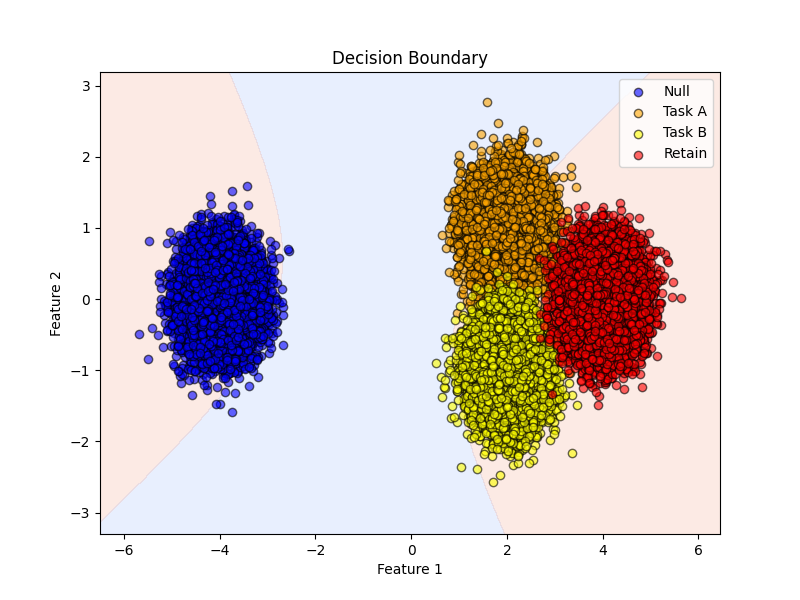 Decision Boundary
Null
Task A
Task B
Retain
Feature 2
3
2
1
0
−1
−2
−3
−6
−4
−2
0
2
4
6
Feature 1